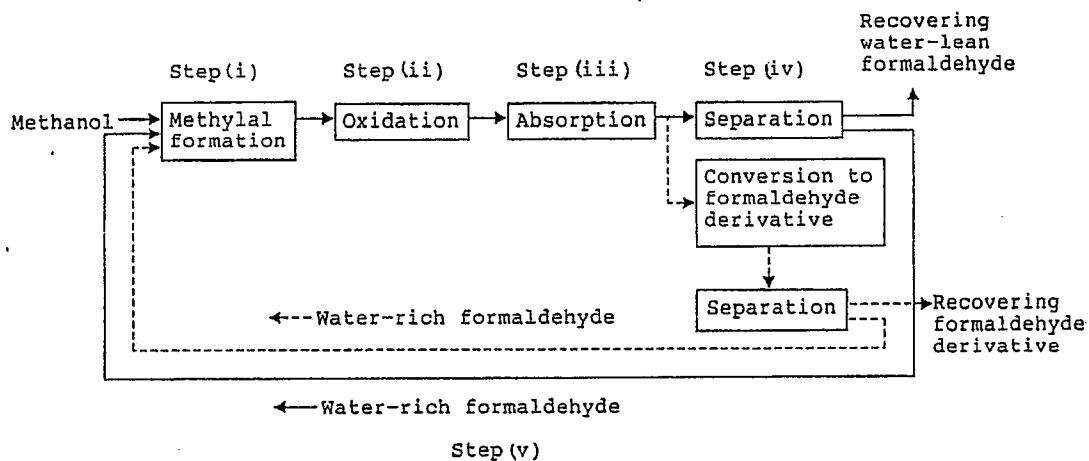 Recovering
water-lean
formaldehyde
Step(i)
Step(ii)
Step(iii)
Step(iv)
Methanol
Methylal
formation
Oxidation
Absorption
Separation
Conversion to
formaldehyde
derivative
Separation
Recovering
formaldehyde
derivative
Water-rich formaldehyde
Water-rich formaldehyde
Step(v)